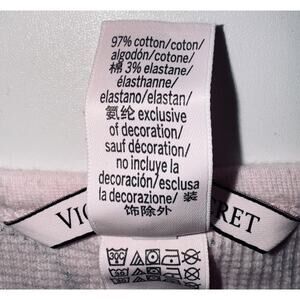 97% cotton/coton/
algodón/cotone/
棉 3% elastane/
élasthanne/
elastano/elastan/
氨纶 exclusive
of decoration/
sauf décoration/
no incluye la
decoración/esclusa
la decorazione/ 装
饰除外
VIC
RET
30C